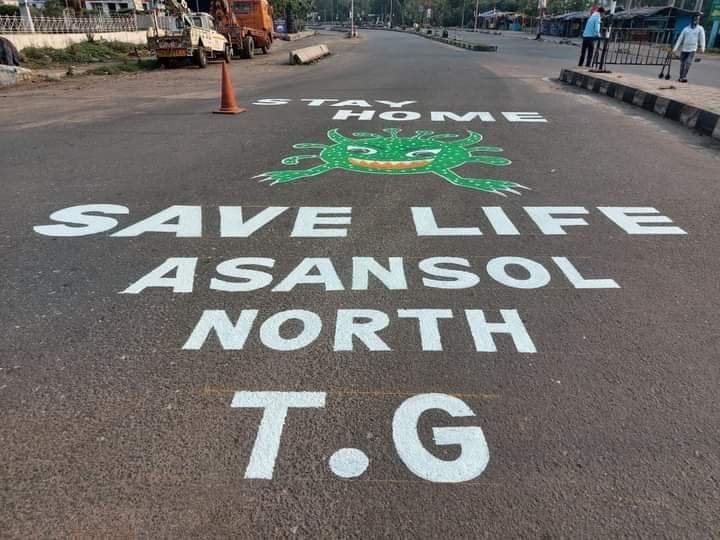 STAY
HOME
SAVE LIFE
ASANSOL
NORTH
T.G